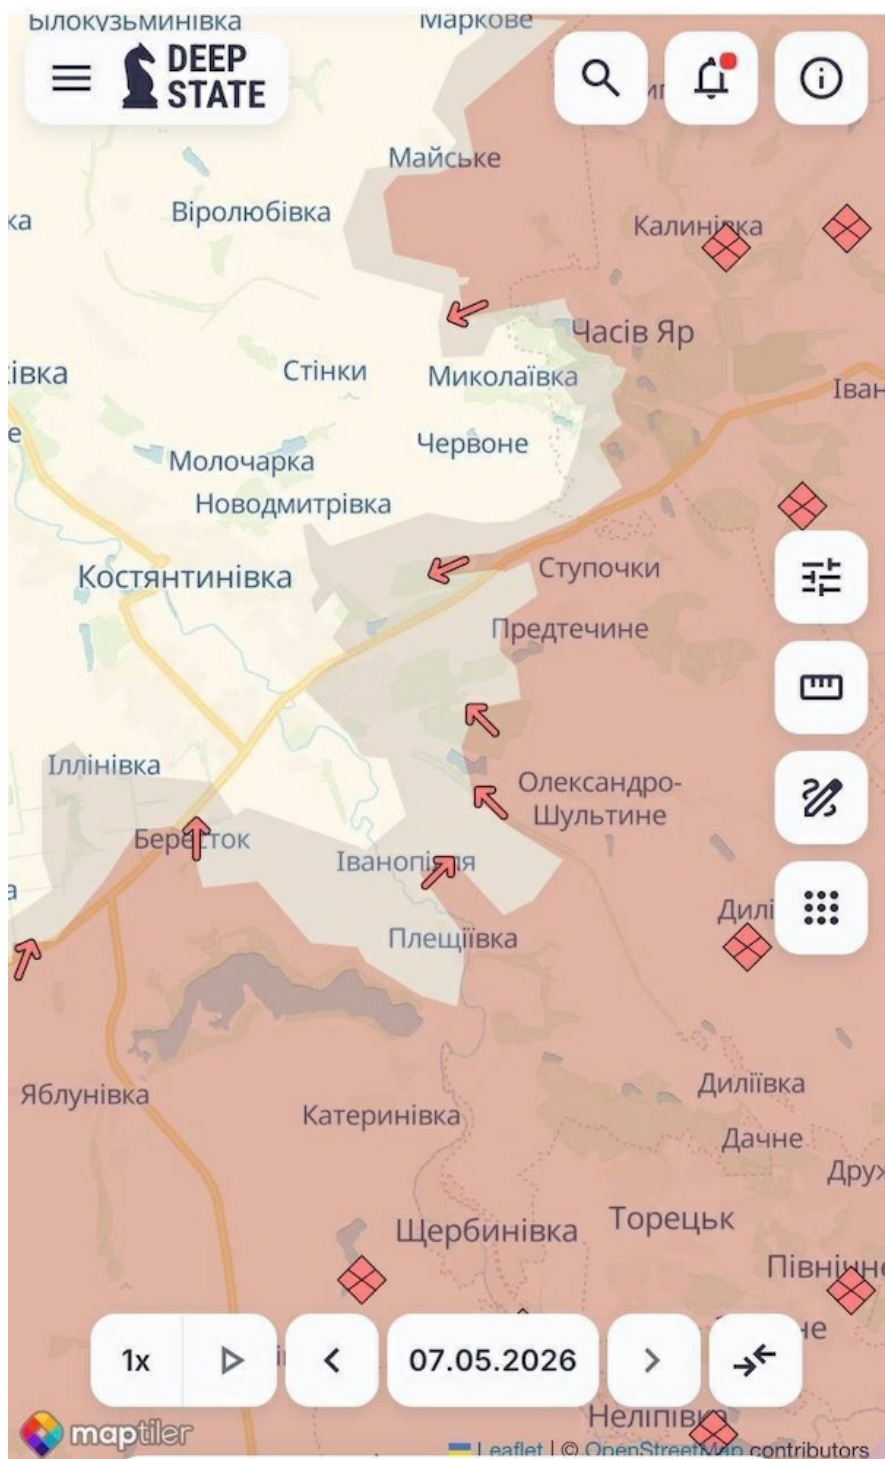 Білокузьминівка
Маркове
DEEP
STATE
Майське
Віролюбівка
Калинівка
Часів Яр
Стінки
Миколаївка
Іван
Червоне
Молочарка
Новодмитрівка
Костянтинівка
Ступочки
Предтечине
Іллінівка
Олександро-
Шультине
Бересток
Іванопілля
Дилі
Плещіївка
Яблунівка
Диліївка
Катеринівка
Дачне
Друж
Щербинівка
Торецьк
Північне
1x
07.05.2026
Неліпівка
maptiler
Leaflet | © OpenStreetMap contributors